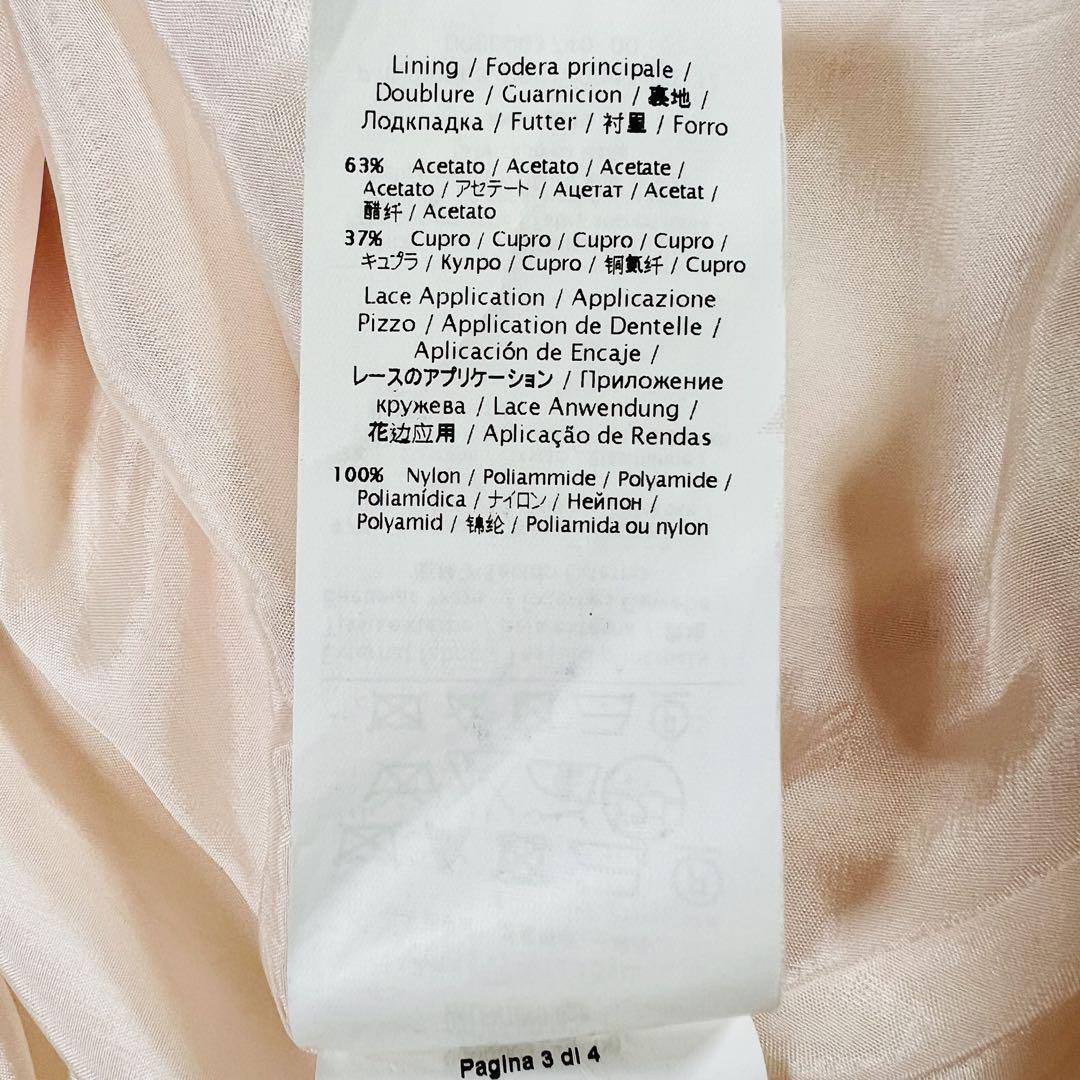 Lining / Fodera principale /
Doublure / Guarnicion / 裏地 /
Лодкпадка / Futter / 衬里 / Forro
63% Acetato / Acetato / Acetate /
Acetato / アセテート / Ацетат / Acetat /
醋纤 / Acetato
37% Cupro / Cupro / Cupro / Cupro /
キュプラ / Кулро / Cupro / 铜氨纤 / Cupro
Lace Application / Applicazione
Pizzo / Application de Dentelle /
Aplicación de Encaje /
レースのアプリケーション / Приложение
кружева / Lace Anwendung /
花边应用 / Aplicação de Rendas
100% Nylon / Poliammide / Polyamide /
Poliamídica / ナイロン / Нейпон /
Polyamid / 锦纶 / Poliamida ou nylon
Pagina 3 di 4